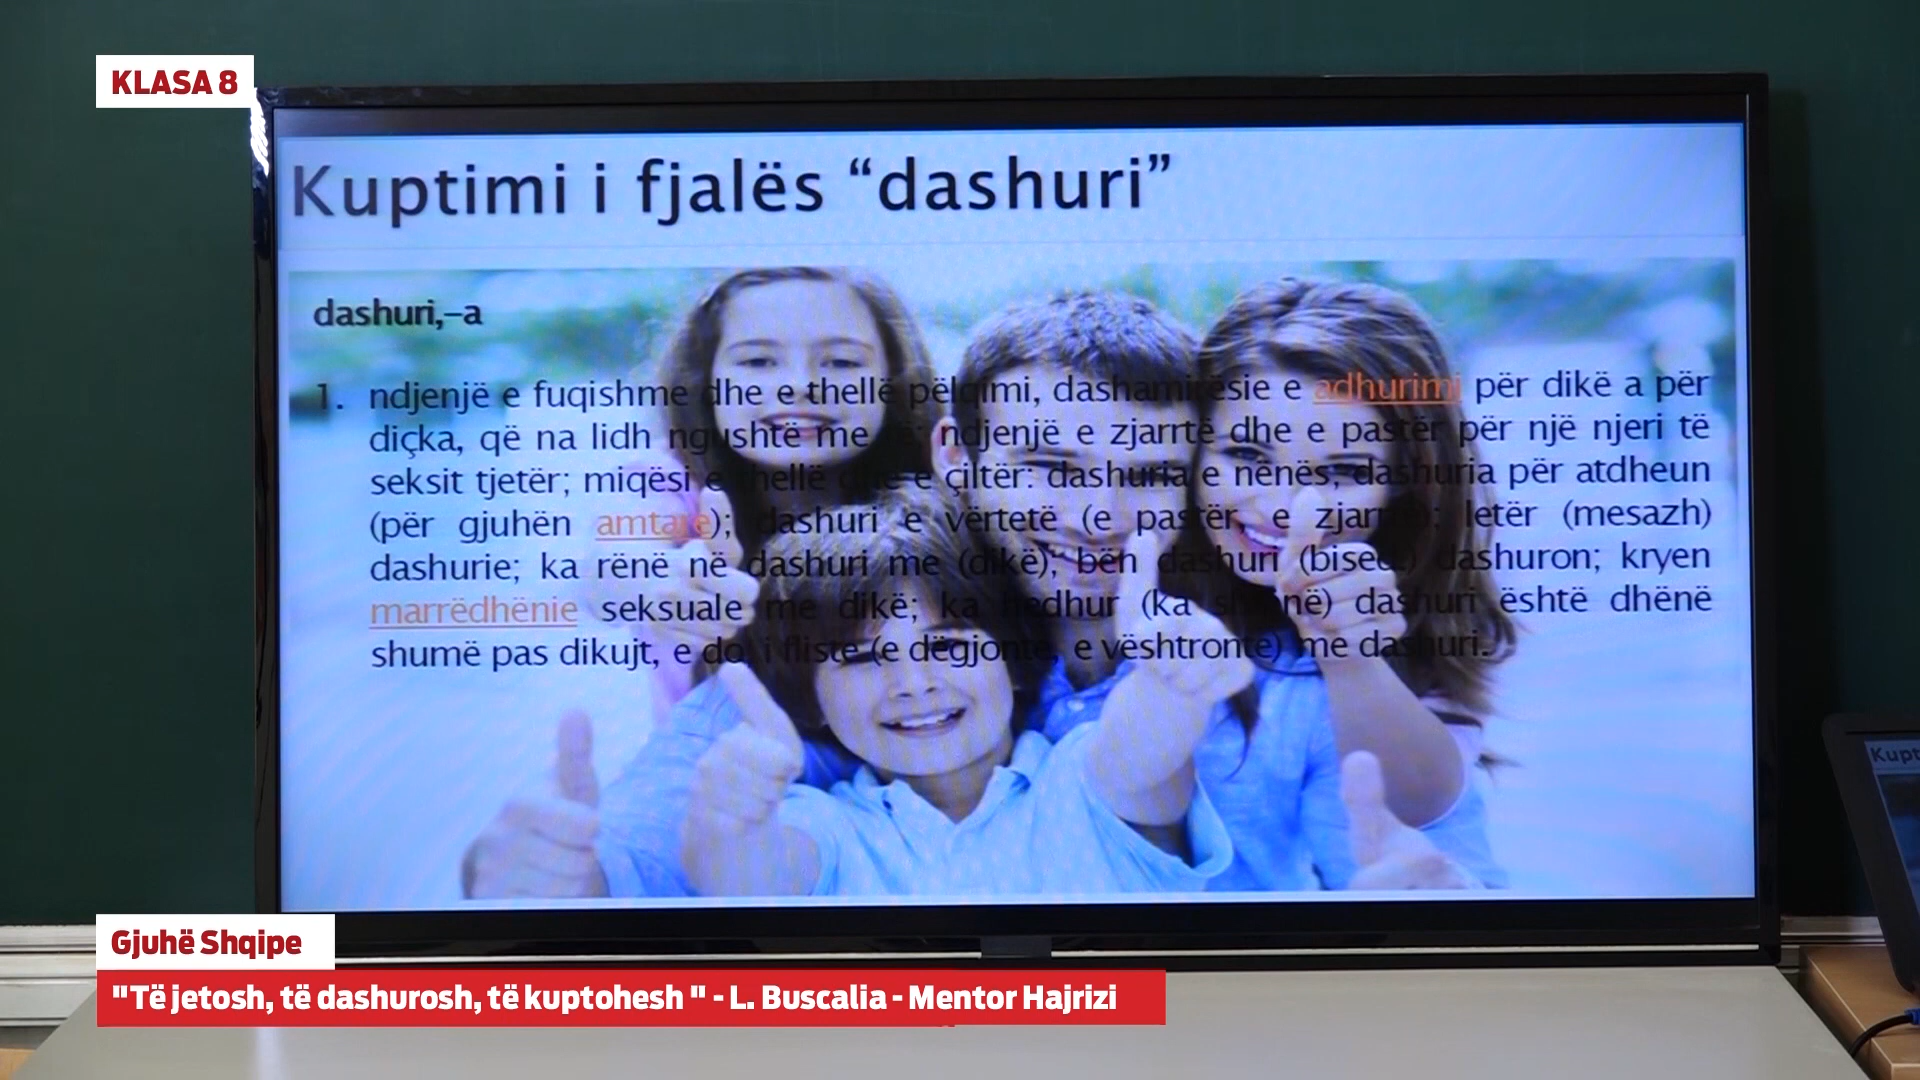 KLASA 8
Kuptimi i fjalës “dashuri”
dashuri,–a
1. ndjenjë e fuqishme dhe e thellë pëlqimi, dashamirësie e adhurimi për dikë a për
diçka, që na lidh ngushtë me të; ndjenjë e zjarrtë dhe e pastër për një njeri të
seksit tjetër; miqësi e thellë dhe e çiltër: dashuria e nënës; dashuria për atdheun
(për gjuhën amtare); dashuri e vërtetë (e pastër, e zjarrtë); letër (mesazh)
dashurie; ka rënë në dashuri me (dikë); bën dashuri (bised.) dashuron; kryen
marrëdhënie seksuale me dikë; ka hedhur (ka shtënë) dashuri është dhënë
shumë pas dikujt, e do; i fliste (e dëgjonte, e vështronte) me dashuri.
Kupt
Gjuhë Shqipe
"Të jetosh, të dashurosh, të kuptohesh " - L. Buscalia - Mentor Hajrizi